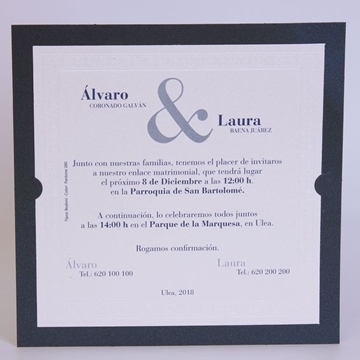 Álvaro
CORONADO GALVÁN
&
Laura
BAENA JUÁREZ
Junto con nuestras familias, tenemos el placer de invitaros
a nuestro enlace matrimonial, que tendrá lugar
el próximo 8 de Diciembre a las 12:00 h.
en la Parroquia de San Bartolomé.
A continuación, lo celebraremos todos juntos
a las 14:00 h en el Parque de la Marquesa, en Ulea.
Rogamos confirmación.
Álvaro
Tel.: 620 100 100
Laura
Tel.: 620 200 200
Ulea, 2018